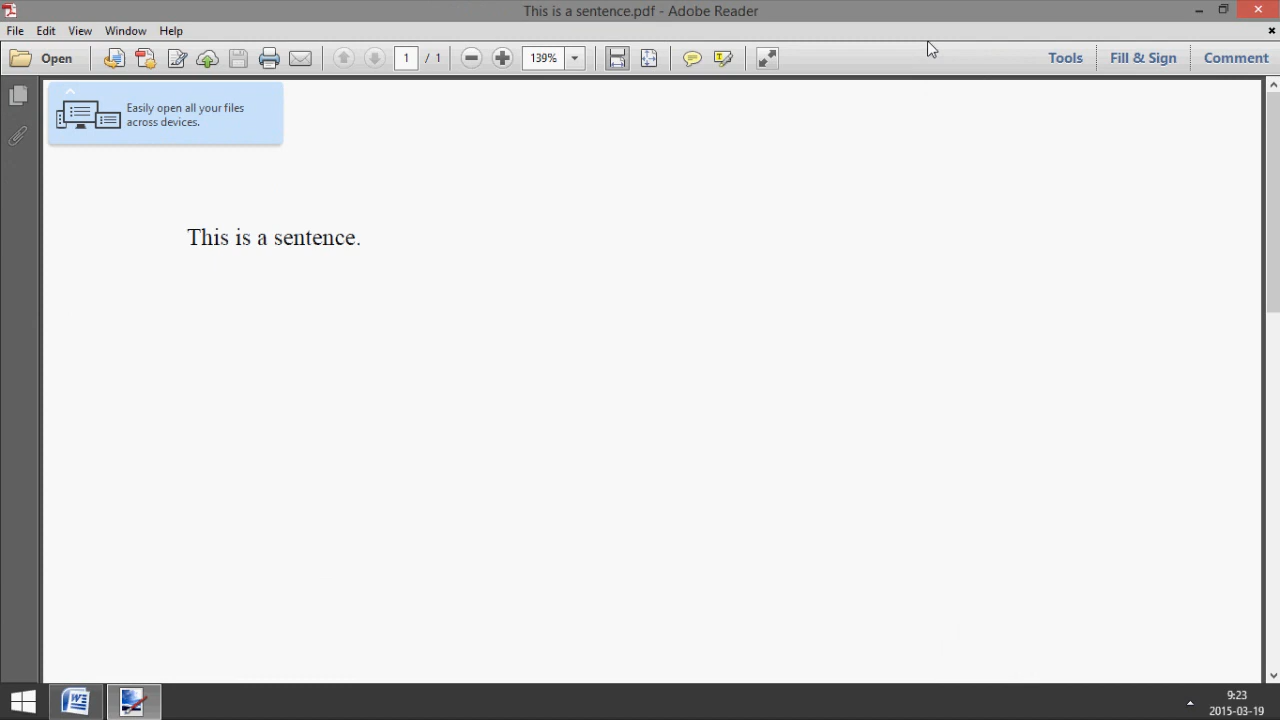 This is a sentence.pdf - Adobe Reader
File Edit View Window Help
Open 1 / 1 139% Tools Fill & Sign Comment
Easily open all your files
across devices.
This is a sentence.
9:23
2015-03-19